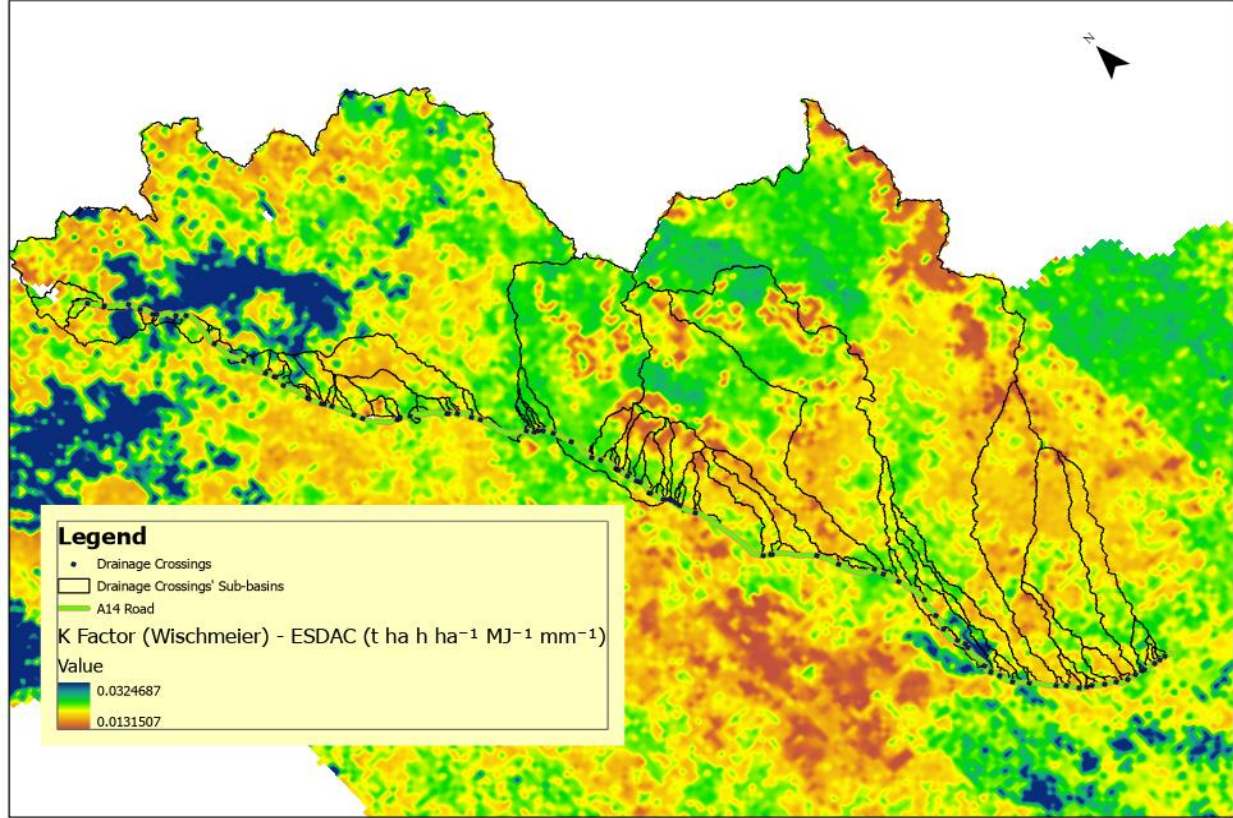 N
Legend
Drainage Crossings
Drainage Crossings' Sub-basins
A14 Road
K Factor (Wischmeier) - ESDAC (t ha h ha⁻¹ MJ⁻¹ mm⁻¹)
Value
0.0324687
0.0131507